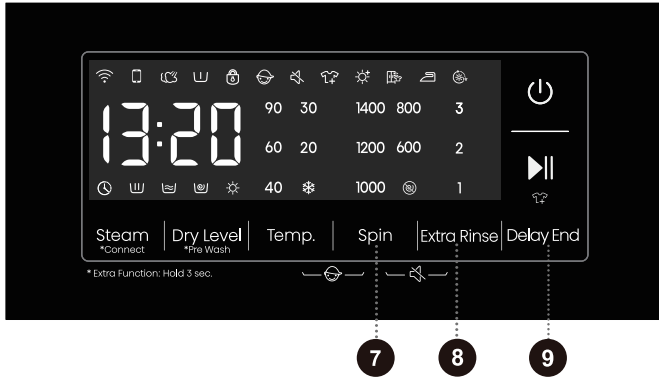 13:20
90 30 1400 800 3
60 20 1200 600 2
40 1000 1
Steam Dry Level Temp. Spin Extra Rinse Delay End
*Connect *Pre Wash
* Extra Function: Hold 3 sec.
7 8 9